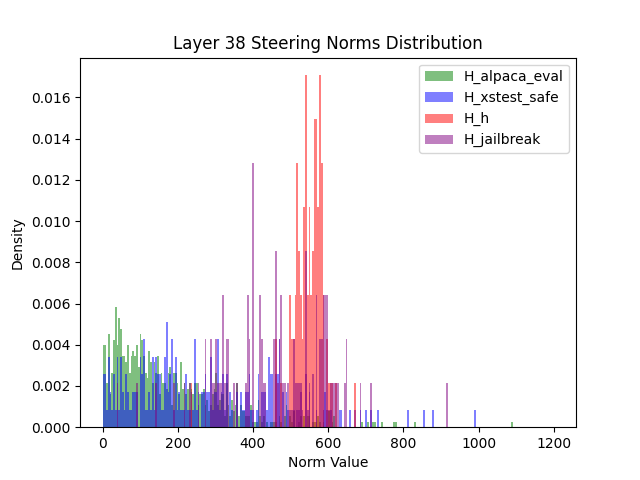 Layer 38 Steering Norms Distribution
H_alpaca_eval
H_xstest_safe
H_h
H_jailbreak
Density
0.016
0.014
0.012
0.010
0.008
0.006
0.004
0.002
0.000
0
200
400
600
800
1000
1200
Norm Value